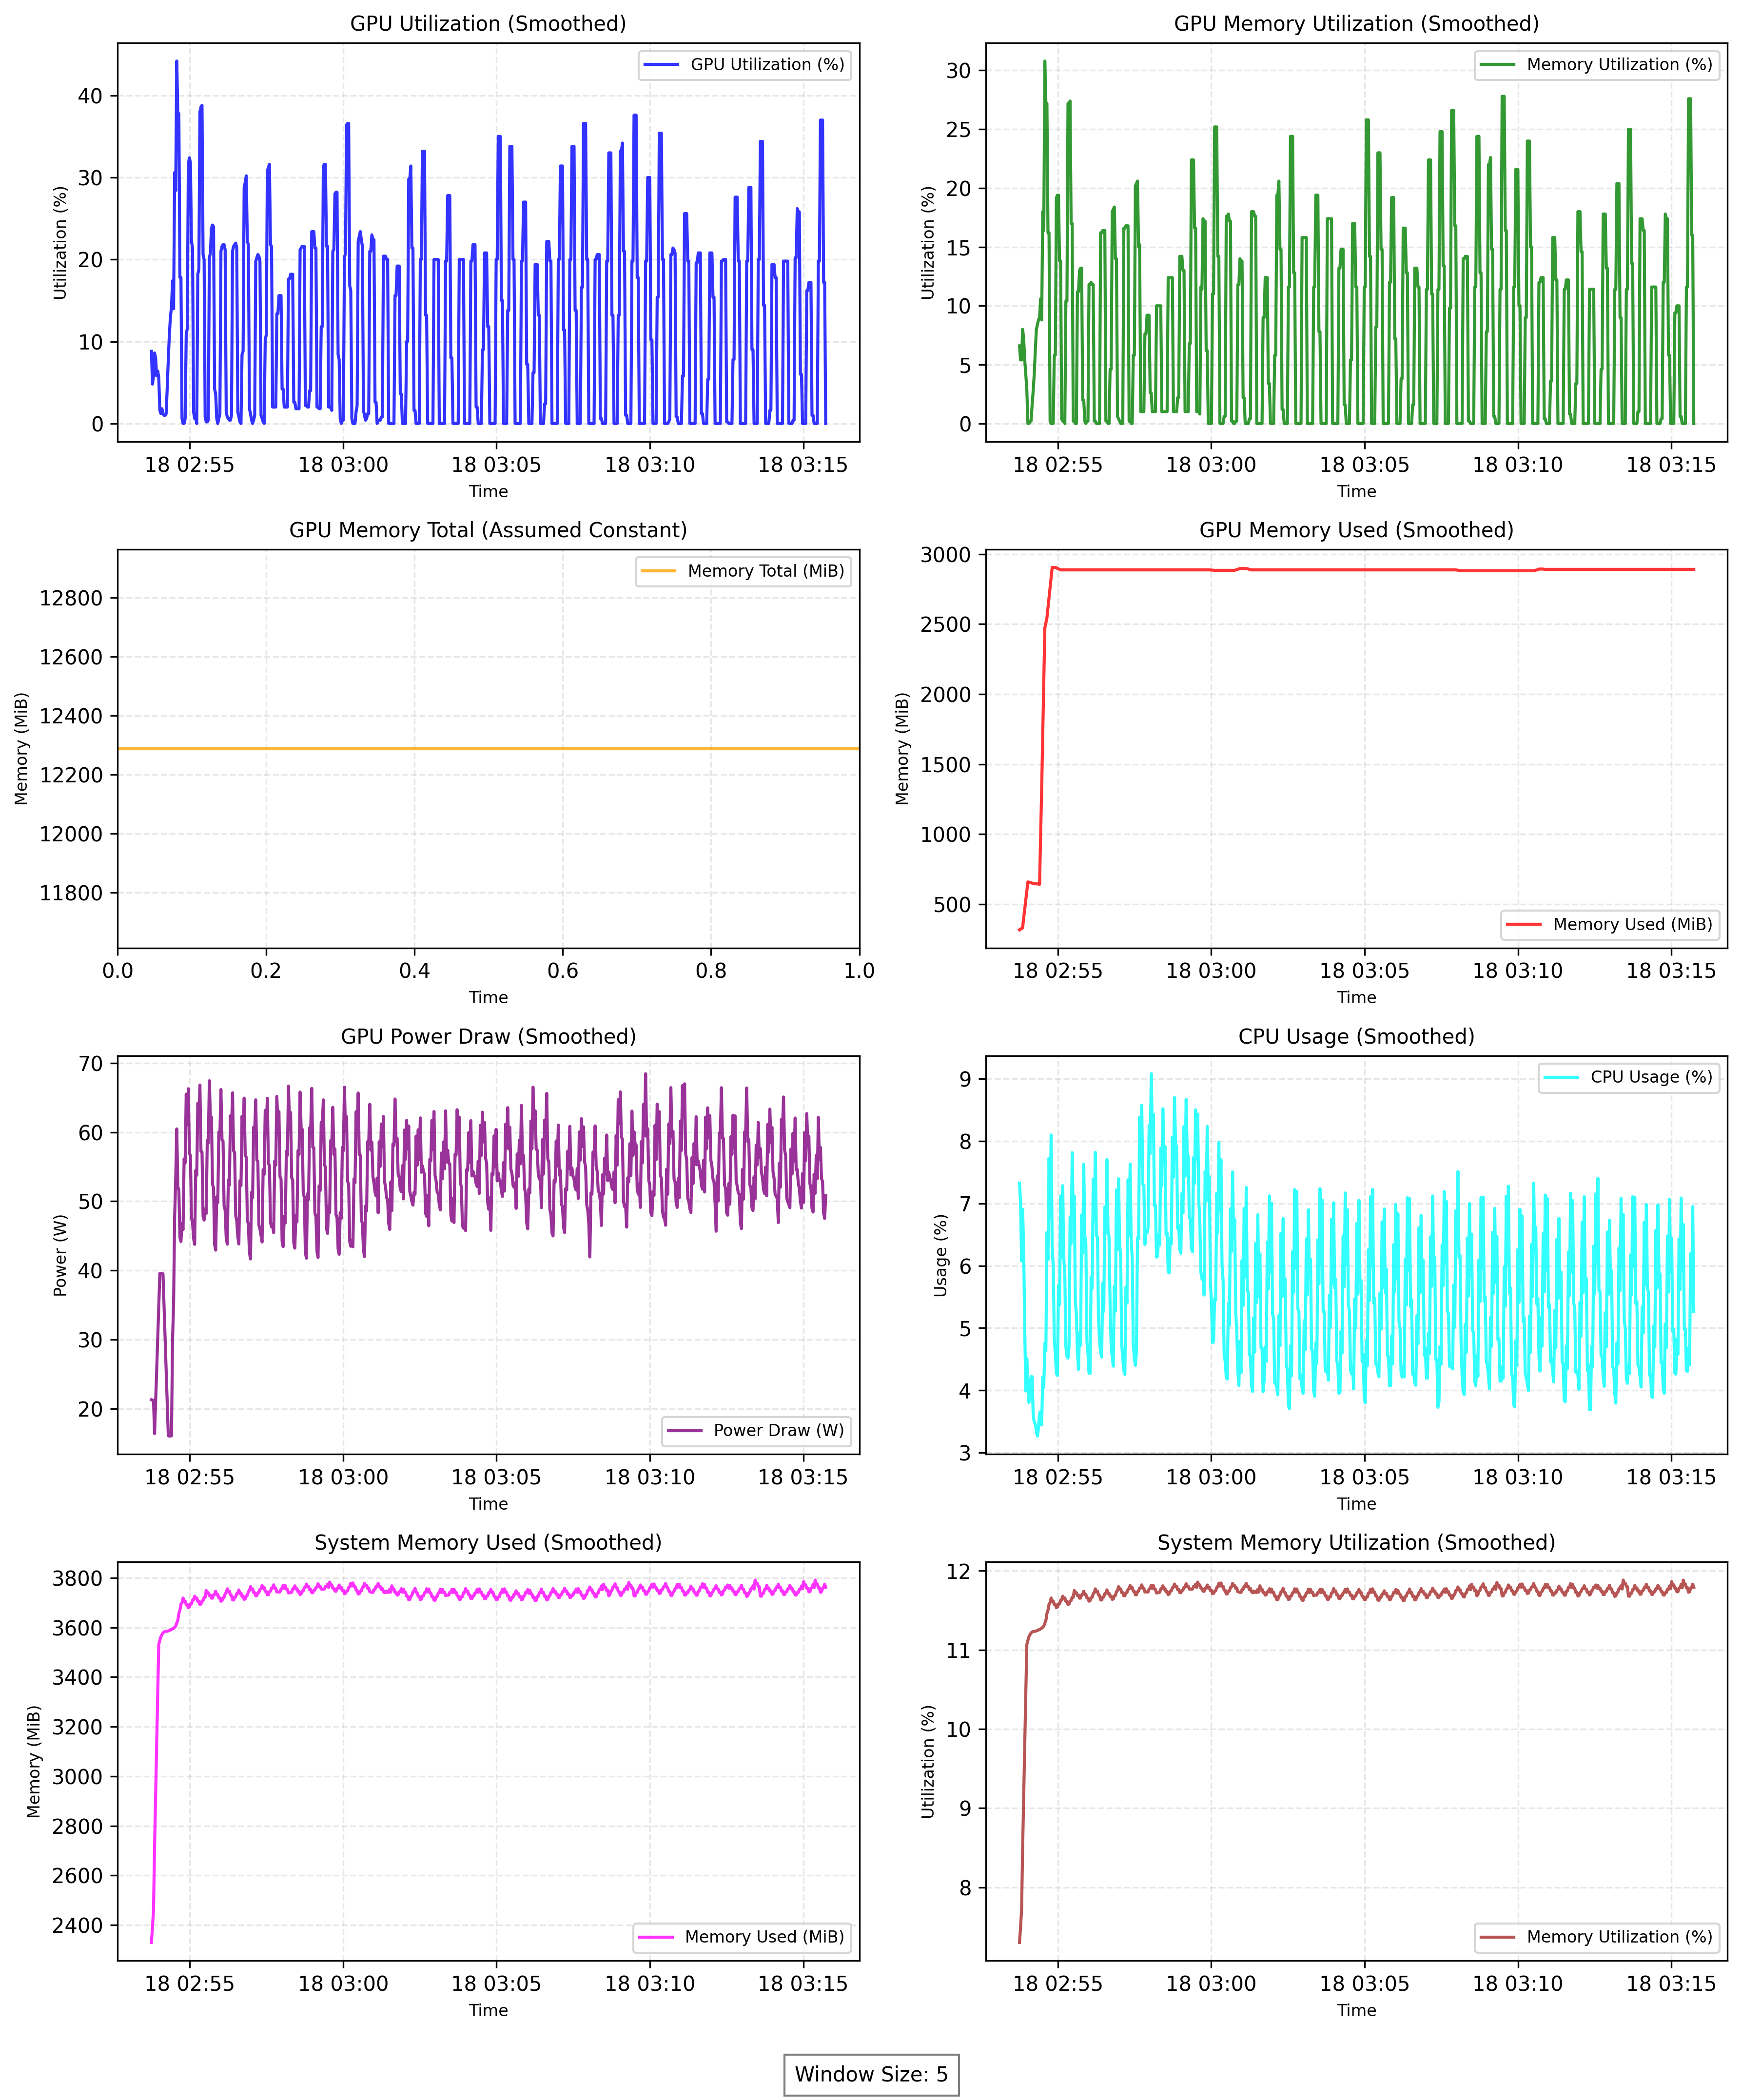 GPU Utilization (Smoothed)
Utilization (%)
40
30
20
10
0
GPU Utilization (%)
18 02:55 18 03:00 18 03:05 18 03:10 18 03:15
Time
GPU Memory Utilization (Smoothed)
Utilization (%)
30
25
20
15
10
5
0
Memory Utilization (%)
18 02:55 18 03:00 18 03:05 18 03:10 18 03:15
Time
GPU Memory Total (Assumed Constant)
Memory (MiB)
12800
12600
12400
12200
12000
11800
Memory Total (MiB)
0.0 0.2 0.4 0.6 0.8 1.0
Time
GPU Memory Used (Smoothed)
Memory (MiB)
3000
2500
2000
1500
1000
500
Memory Used (MiB)
18 02:55 18 03:00 18 03:05 18 03:10 18 03:15
Time
GPU Power Draw (Smoothed)
Power (W)
70
60
50
40
30
20
Power Draw (W)
18 02:55 18 03:00 18 03:05 18 03:10 18 03:15
Time
CPU Usage (Smoothed)
Usage (%)
9
8
7
6
5
4
3
CPU Usage (%)
18 02:55 18 03:00 18 03:05 18 03:10 18 03:15
Time
System Memory Used (Smoothed)
Memory (MiB)
3800
3600
3400
3200
3000
2800
2600
2400
Memory Used (MiB)
18 02:55 18 03:00 18 03:05 18 03:10 18 03:15
Time
System Memory Utilization (Smoothed)
Utilization (%)
12
11
10
9
8
Memory Utilization (%)
18 02:55 18 03:00 18 03:05 18 03:10 18 03:15
Time
Window Size: 5